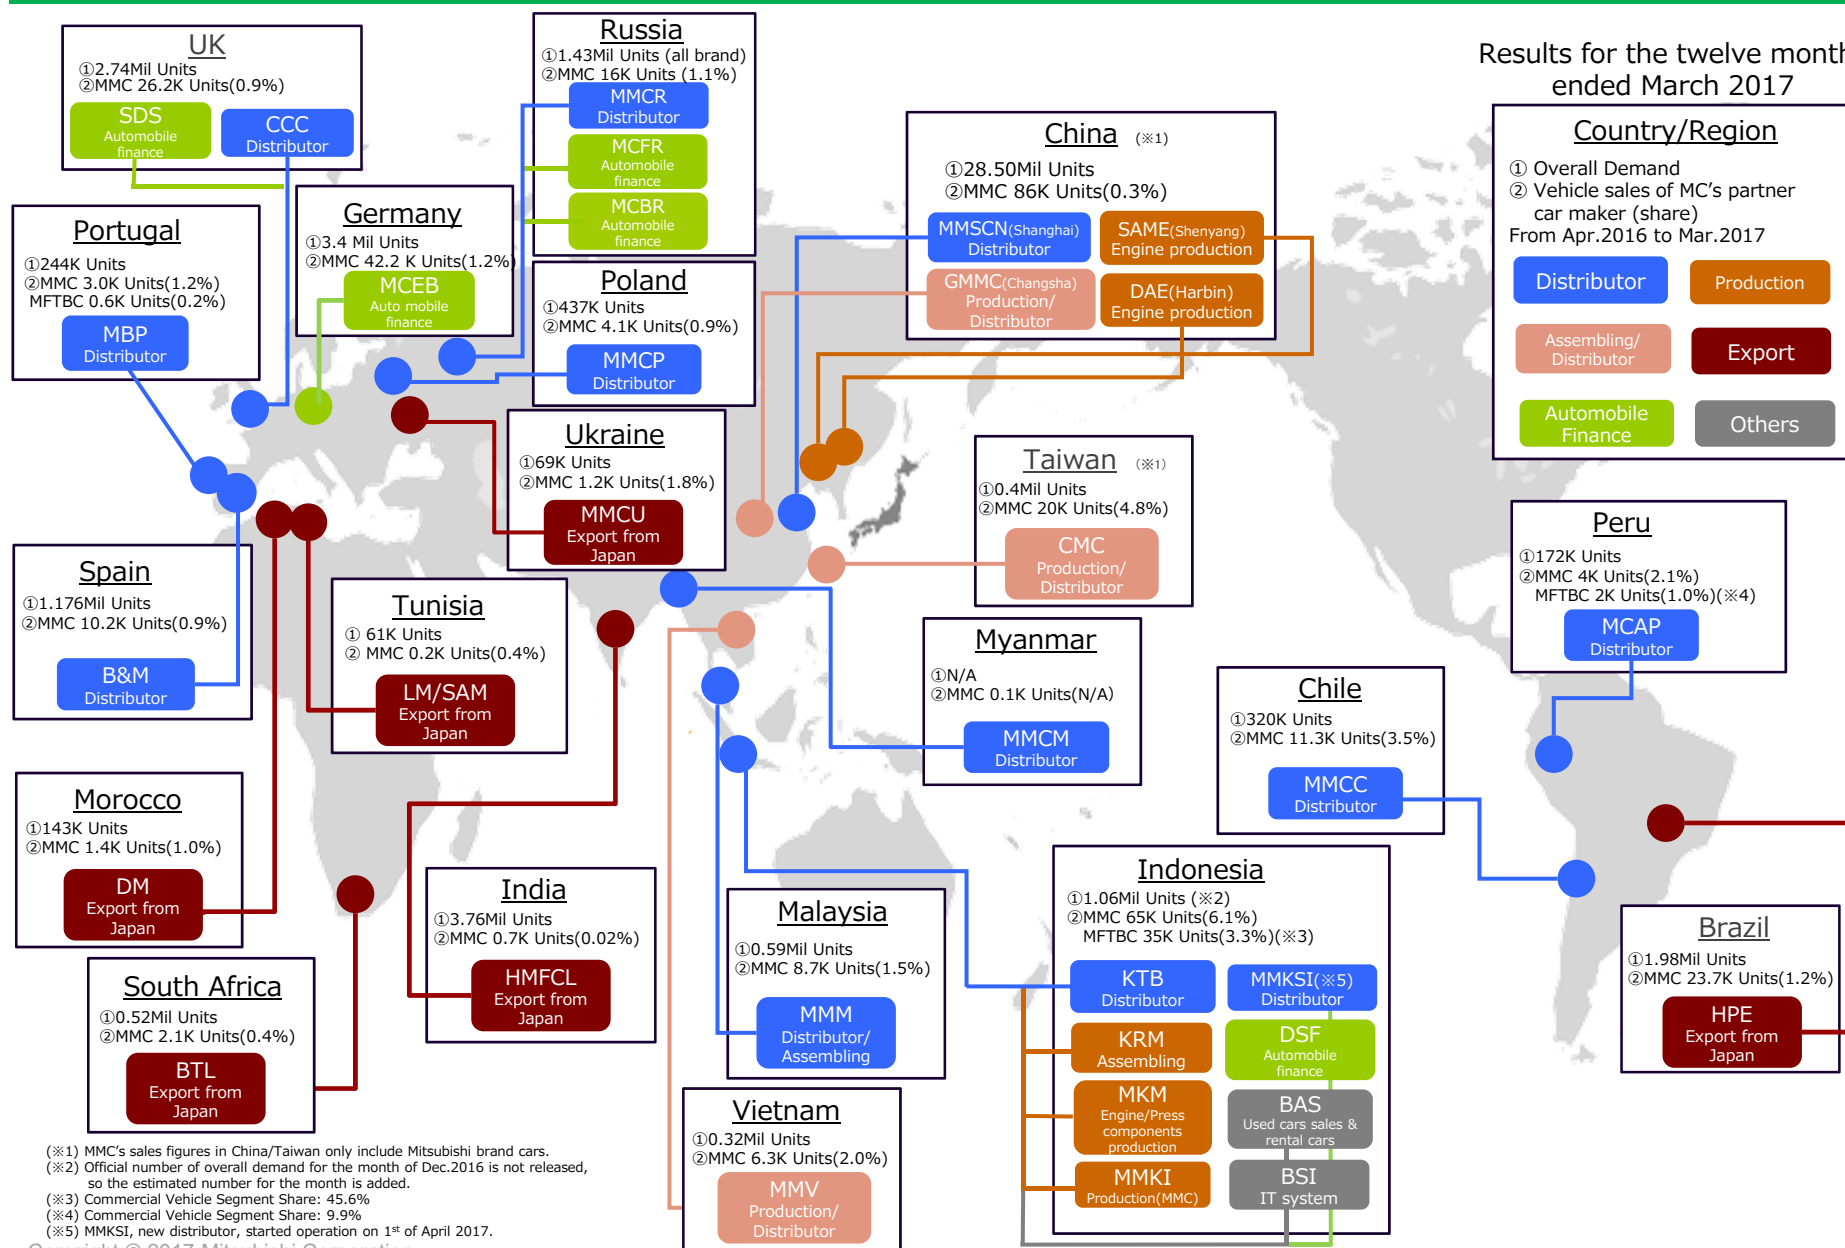 Results for the twelve month
ended March 2017
UK
①2.74Mil Units
②MMC 26.2K Units(0.9%)
SDS
Automobile
finance
CCC
Distributor
Russia
①1.43Mil Units (all brand)
②MMC 16K Units (1.1%)
MMCR
Distributor
MCFR
Automobile
finance
MCBR
Automobile
finance
China (※1)
①28.50Mil Units
②MMC 86K Units(0.3%)
MMSCN(Shanghai)
Distributor
SAME(Shenyang)
Engine production
GMMC(Changsha)
Production/
Distributor
DAE(Harbin)
Engine production
Country/Region
① Overall Demand
② Vehicle sales of MC's partner
car maker (share)
From Apr.2016 to Mar.2017
Distributor
Production
Assembling/
Distributor
Export
Automobile
Finance
Others
Portugal
①244K Units
②MMC 3.0K Units(1.2%)
MFTBC 0.6K Units(0.2%)
MBP
Distributor
Germany
①3.4 Mil Units
②MMC 42.2 K Units(1.2%)
MCEB
Auto mobile
finance
Poland
①437K Units
②MMC 4.1K Units(0.9%)
MMCP
Distributor
Ukraine
①69K Units
②MMC 1.2K Units(1.8%)
MMCU
Export from
Japan
Taiwan (※1)
①0.4Mil Units
②MMC 20K Units(4.8%)
CMC
Production/
Distributor
Peru
①172K Units
②MMC 4K Units(2.1%)
MFTBC 2K Units(1.0%)(※4)
MCAP
Distributor
Spain
①1.176Mil Units
②MMC 10.2K Units(0.9%)
B&M
Distributor
Tunisia
① 61K Units
② MMC 0.2K Units(0.4%)
LM/SAM
Export from
Japan
Myanmar
①N/A
②MMC 0.1K Units(N/A)
MMCM
Distributor
Chile
①320K Units
②MMC 11.3K Units(3.5%)
MMCC
Distributor
Morocco
①143K Units
②MMC 1.4K Units(1.0%)
DM
Export from
Japan
India
①3.76Mil Units
②MMC 0.7K Units(0.02%)
HMFCL
Export from
Japan
Malaysia
①0.59Mil Units
②MMC 8.7K Units(1.5%)
MMM
Distributor/
Assembling
Indonesia
①1.06Mil Units (※2)
②MMC 65K Units(6.1%)
MFTBC 35K Units(3.3%)(※3)
KTB
Distributor
MMKSI(※5)
Distributor
KRM
Assembling
DSF
Automobile
finance
MKM
Engine/Press
components
production
BAS
Used cars sales &
rental cars
MMKI
Production(MMC)
BSI
IT system
Brazil
①1.98Mil Units
②MMC 23.7K Units(1.2%)
HPE
Export from
Japan
South Africa
①0.52Mil Units
②MMC 2.1K Units(0.4%)
BTL
Export from
Japan
Vietnam
①0.32Mil Units
②MMC 6.3K Units(2.0%)
MMV
Production/
Distributor
(※1) MMC's sales figures in China/Taiwan only include Mitsubishi brand cars.
(※2) Official number of overall demand for the month of Dec.2016 is not released,
so the estimated number for the month is added.
(※3) Commercial Vehicle Segment Share: 45.6%
(※4) Commercial Vehicle Segment Share: 9.9%
(※5) MMKSI, new distributor, started operation on 1st of April 2017.
Copyright © 2017 Mitsubishi Corporation